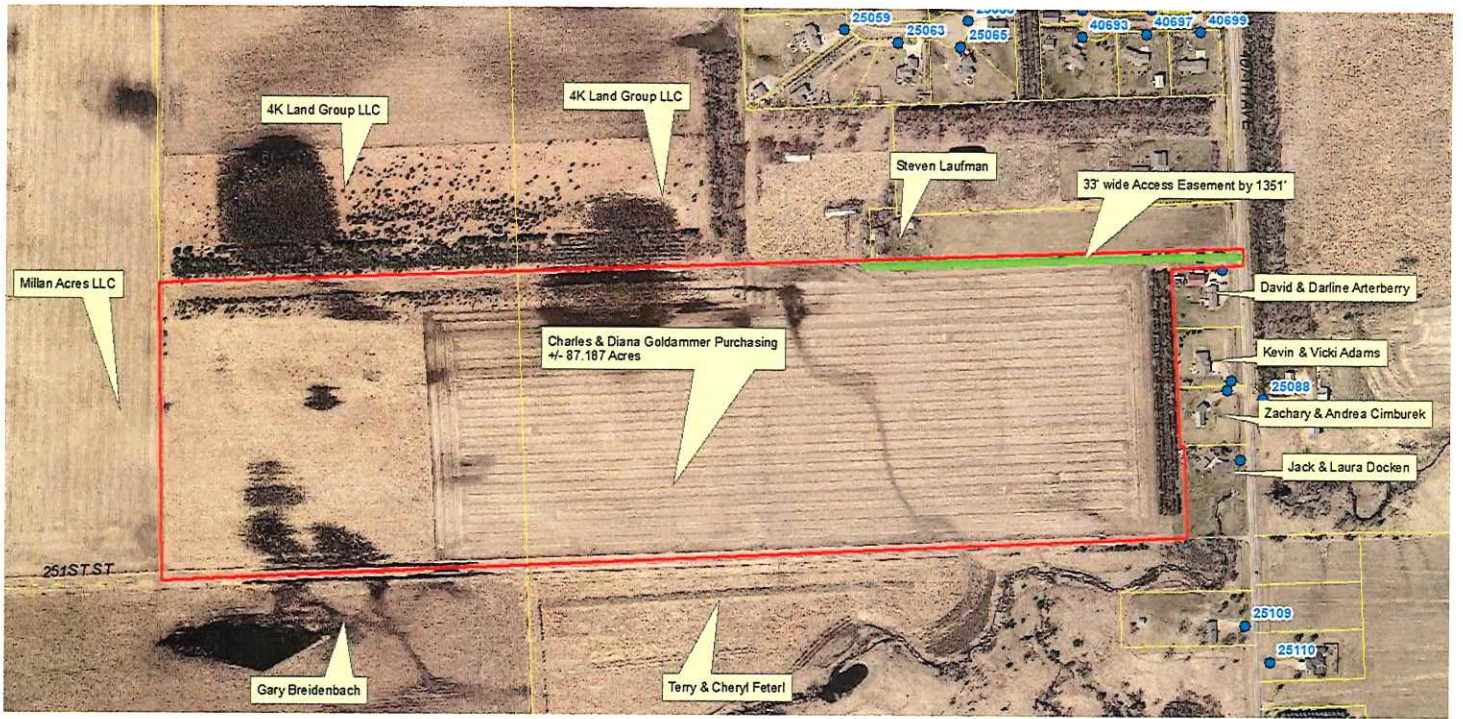 25059
25063
25065
40693
40697
40699
4K Land Group LLC
4K Land Group LLC
Steven Laufman
33' wide Access Easement by 1351'
Millan Acres LLC
David & Darline Arterberry
Charles & Diana Goldammer Purchasing
+/- 87.187 Acres
Kevin & Vicki Adams
25088
Zachary & Andrea Cimburek
Jack & Laura Docken
251ST ST
25109
25110
Gary Breidenbach
Terry & Cheryl Feterl